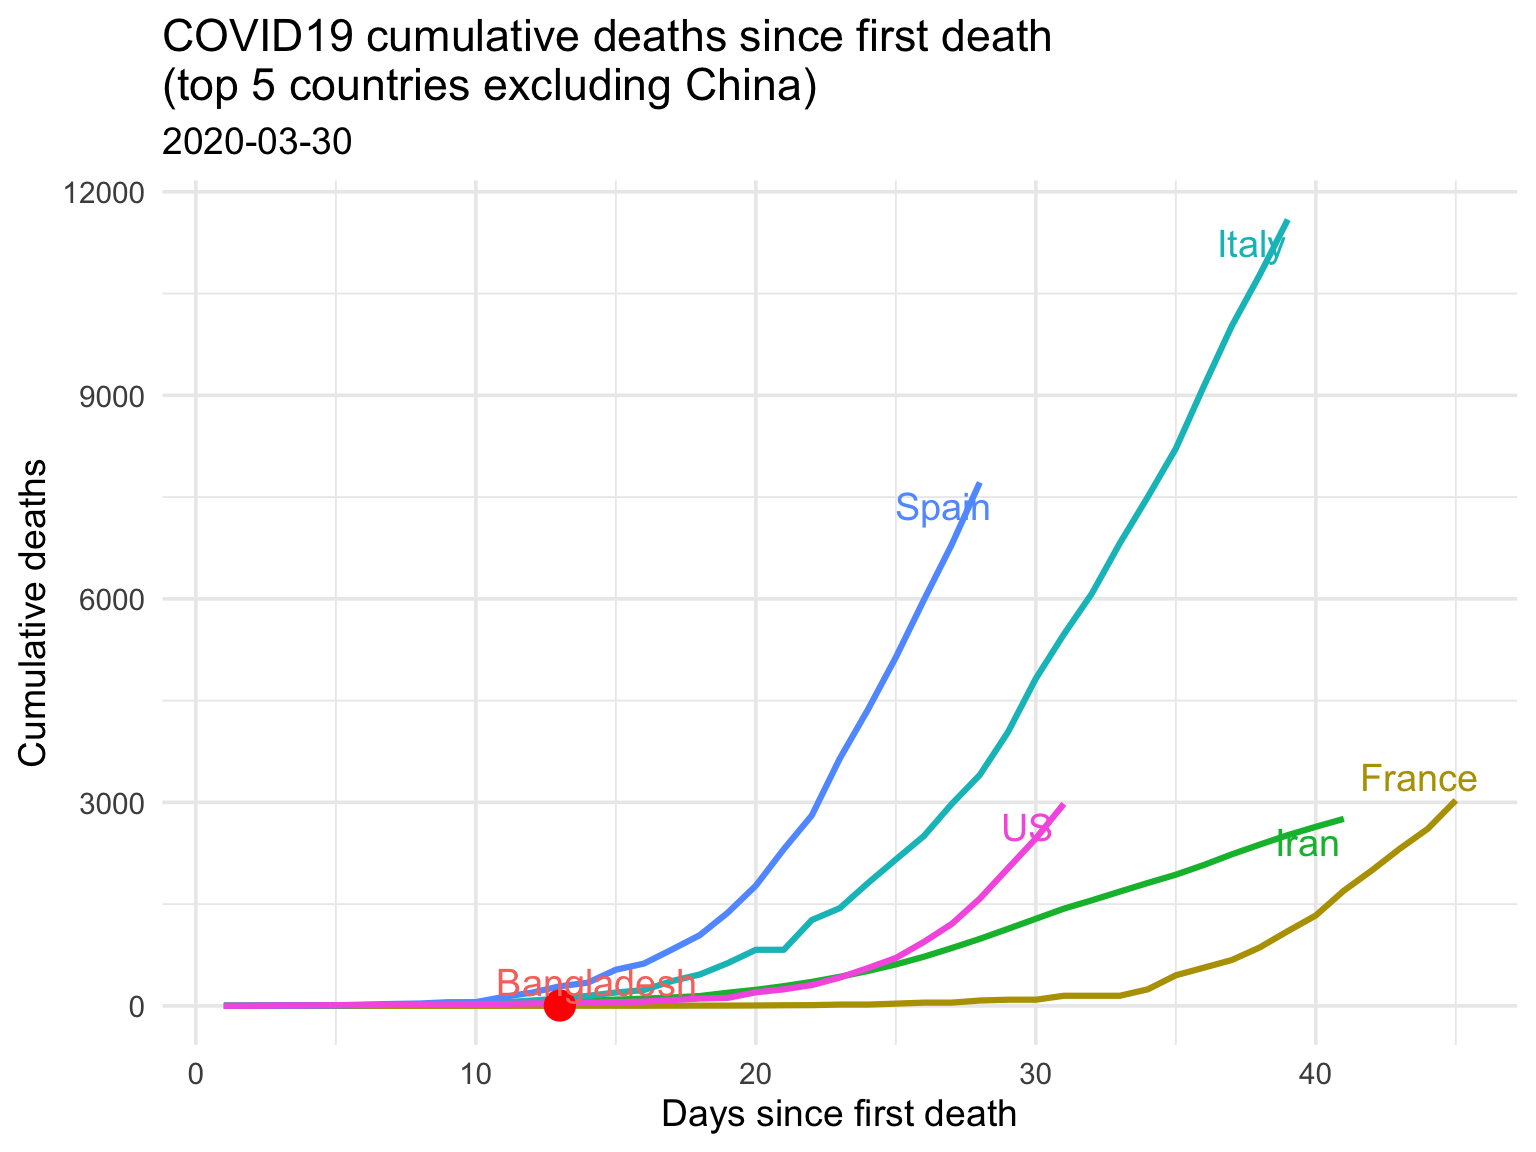 COVID19 cumulative deaths since first death
(top 5 countries excluding China)
2020-03-30
12000
9000
6000
3000
0
Cumulative deaths
Italy
Spain
France
US
Iran
Bangladesh
0 10 20 30 40
Days since first death